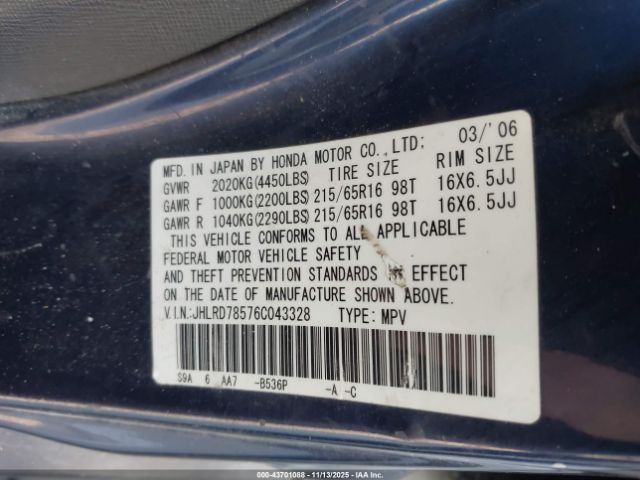 MFD. IN JAPAN BY HONDA MOTOR CO.,LTD: 03/'06
GVWR 2020KG(4450LBS) TIRE SIZE RIM SIZE
GAWR F 1000KG(2200LBS) 215/65R16 98T 16X6.5JJ
GAWR R 1040KG(2290LBS) 215/65R16 98T 16X6.5JJ
THIS VEHICLE CONFORMS TO ALL APPLICABLE
FEDERAL MOTOR VEHICLE SAFETY
AND THEFT PREVENTION STANDARDS IN EFFECT
ON THE DATE OF MANUFACTURE SHOWN ABOVE.
V.I.N.:JHLRD78576C043328 TYPE: MPV
S9A 6 AA7 -B536P -A -C
00-43701088 - 11/13/2025 - Copyright IAA, Inc.